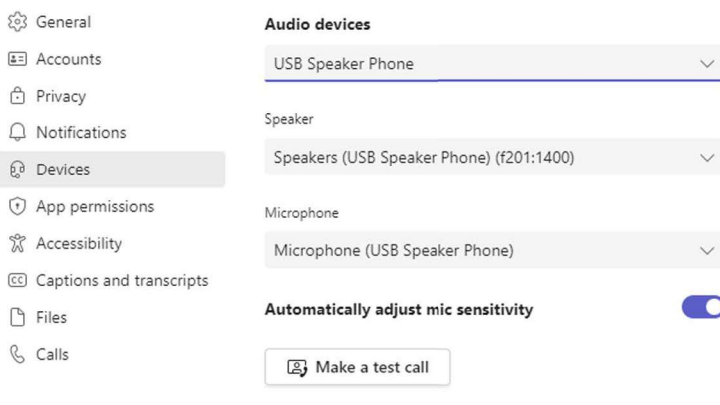 General
Accounts
Privacy
Notifications
Devices
App permissions
Accessibility
CC Captions and transcripts
Files
Calls
Audio devices
USB Speaker Phone
Speaker
Speakers (USB Speaker Phone) (f201:1400)
Microphone
Microphone (USB Speaker Phone)
Automatically adjust mic sensitivity
Make a test call